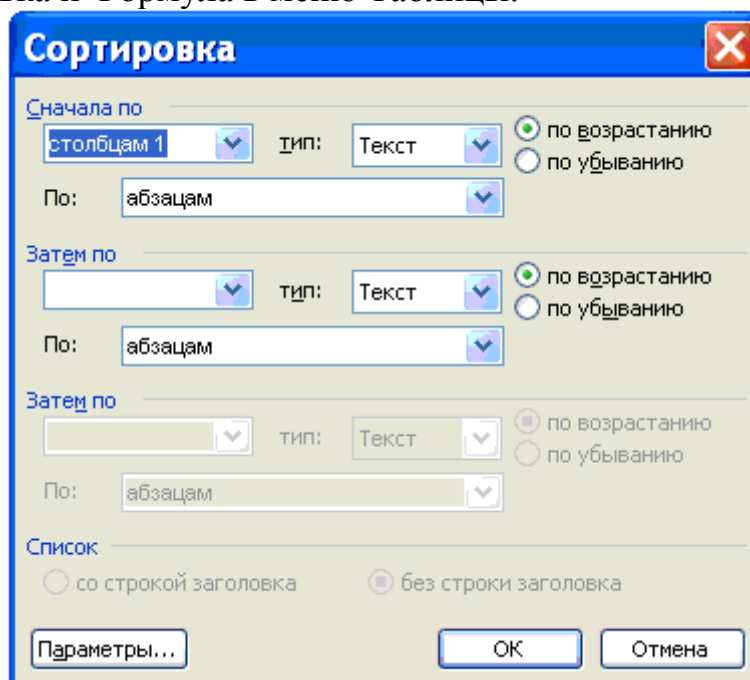 вка и Формула в меню Таблицы.
Сортировка
Сначала по
столбцам 1 тип: Текст по возрастанию
по убыванию
По: абзацам
Затем по
тип: Текст по возрастанию
по убыванию
По: абзацам
Затем по
тип: Текст по возрастанию
по убыванию
По: абзацам
Список
со строкой заголовка без строки заголовка
Параметры... ОК Отмена